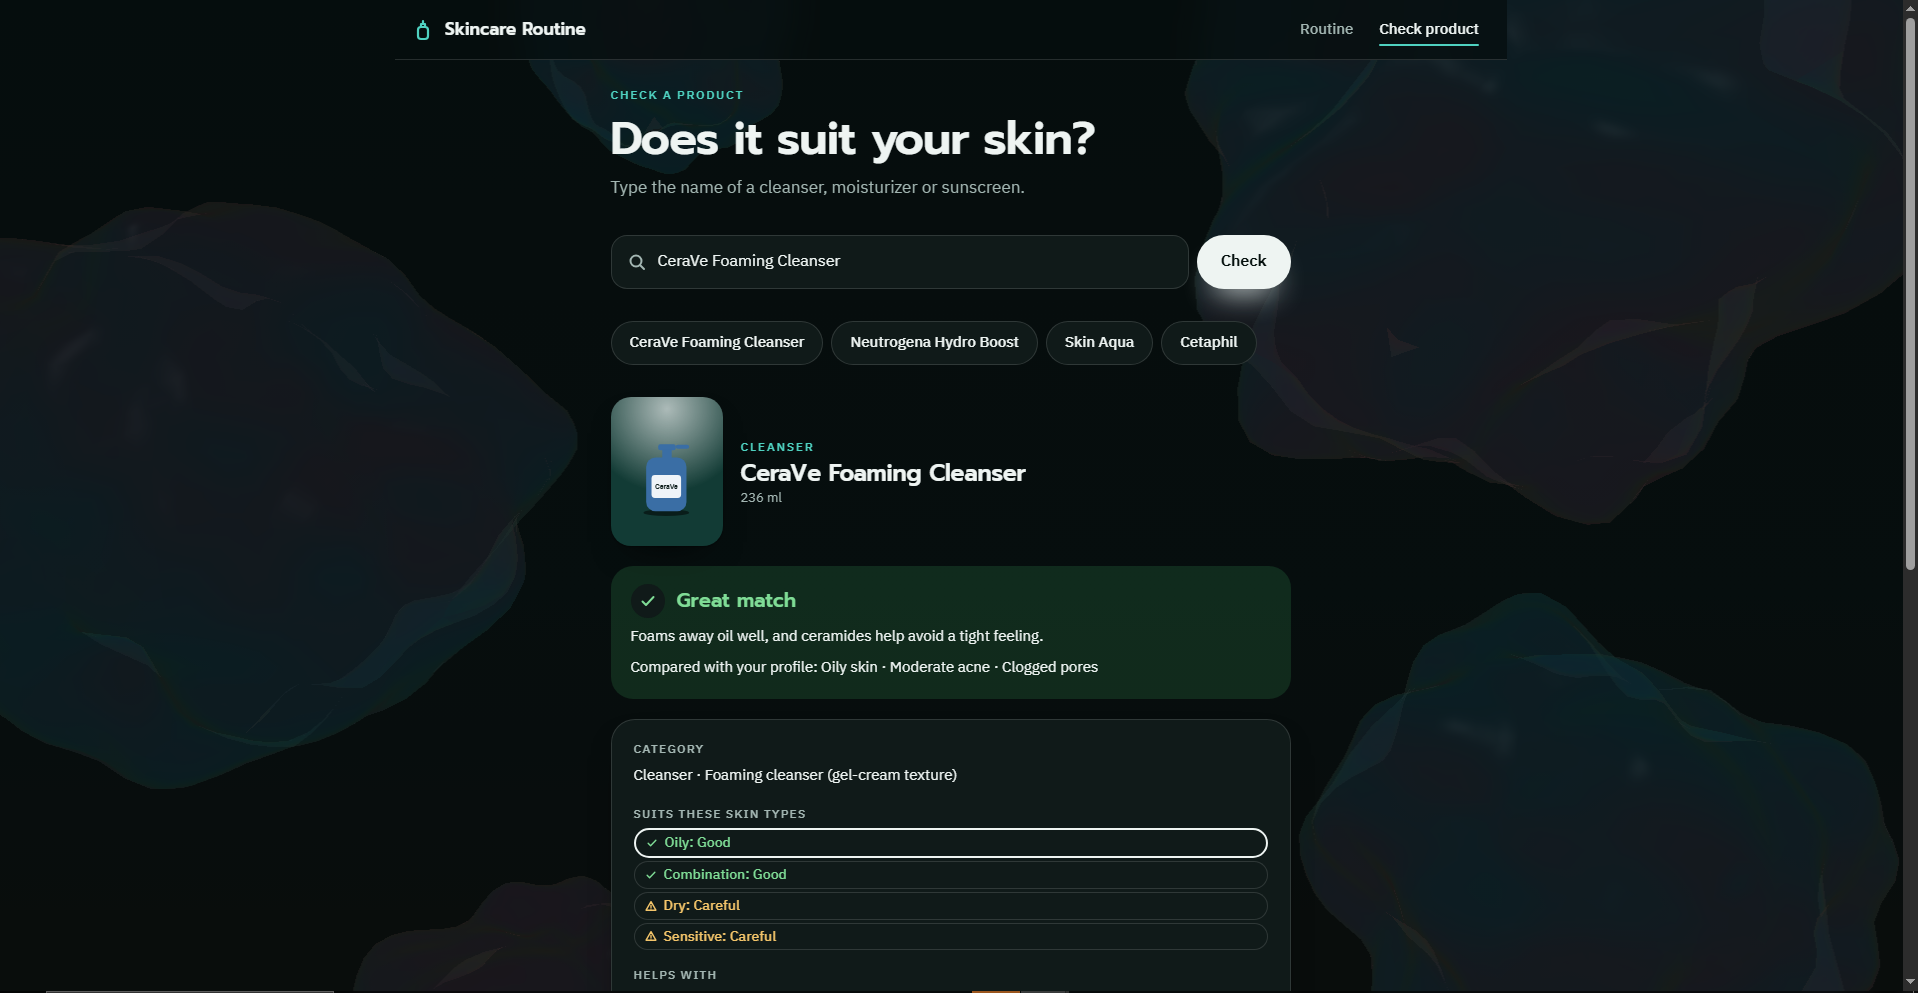 Skincare Routine
Routine
Check product
CHECK A PRODUCT
Does it suit your skin?
Type the name of a cleanser, moisturizer or sunscreen.
CeraVe Foaming Cleanser
Check
CeraVe Foaming Cleanser
Neutrogena Hydro Boost
Skin Aqua
Cetaphil
CeraVe
CLEANSER
CeraVe Foaming Cleanser
236 ml
Great match
Foams away oil well, and ceramides help avoid a tight feeling.
Compared with your profile: Oily skin · Moderate acne · Clogged pores
CATEGORY
Cleanser · Foaming cleanser (gel-cream texture)
SUITS THESE SKIN TYPES
Oily: Good
Combination: Good
Dry: Careful
Sensitive: Careful
HELPS WITH